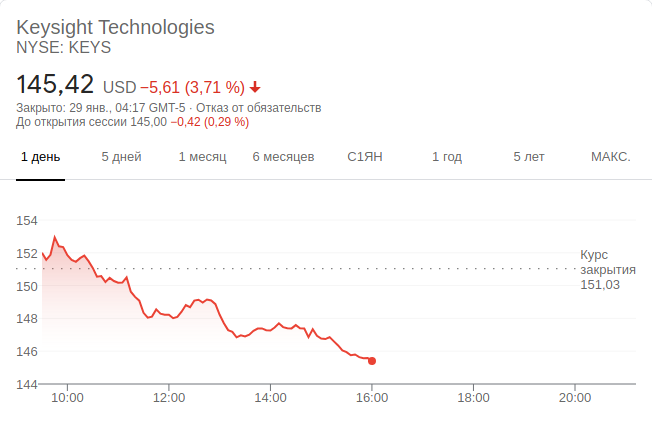 Keysight Technologies
NYSE: KEYS
145,42 USD −5,61 (3,71 %)
Закрыто: 29 янв., 04:17 GMT-5 · Отказ от обязательств
До открытия сессии 145,00 −0,42 (0,29 %)
1 день 5 дней 1 месяц 6 месяцев С1ЯН 1 год 5 лет МАКС.
154
152
150
148
146
144
Курс
закрытия
151,03
10:00 12:00 14:00 16:00 18:00 20:00